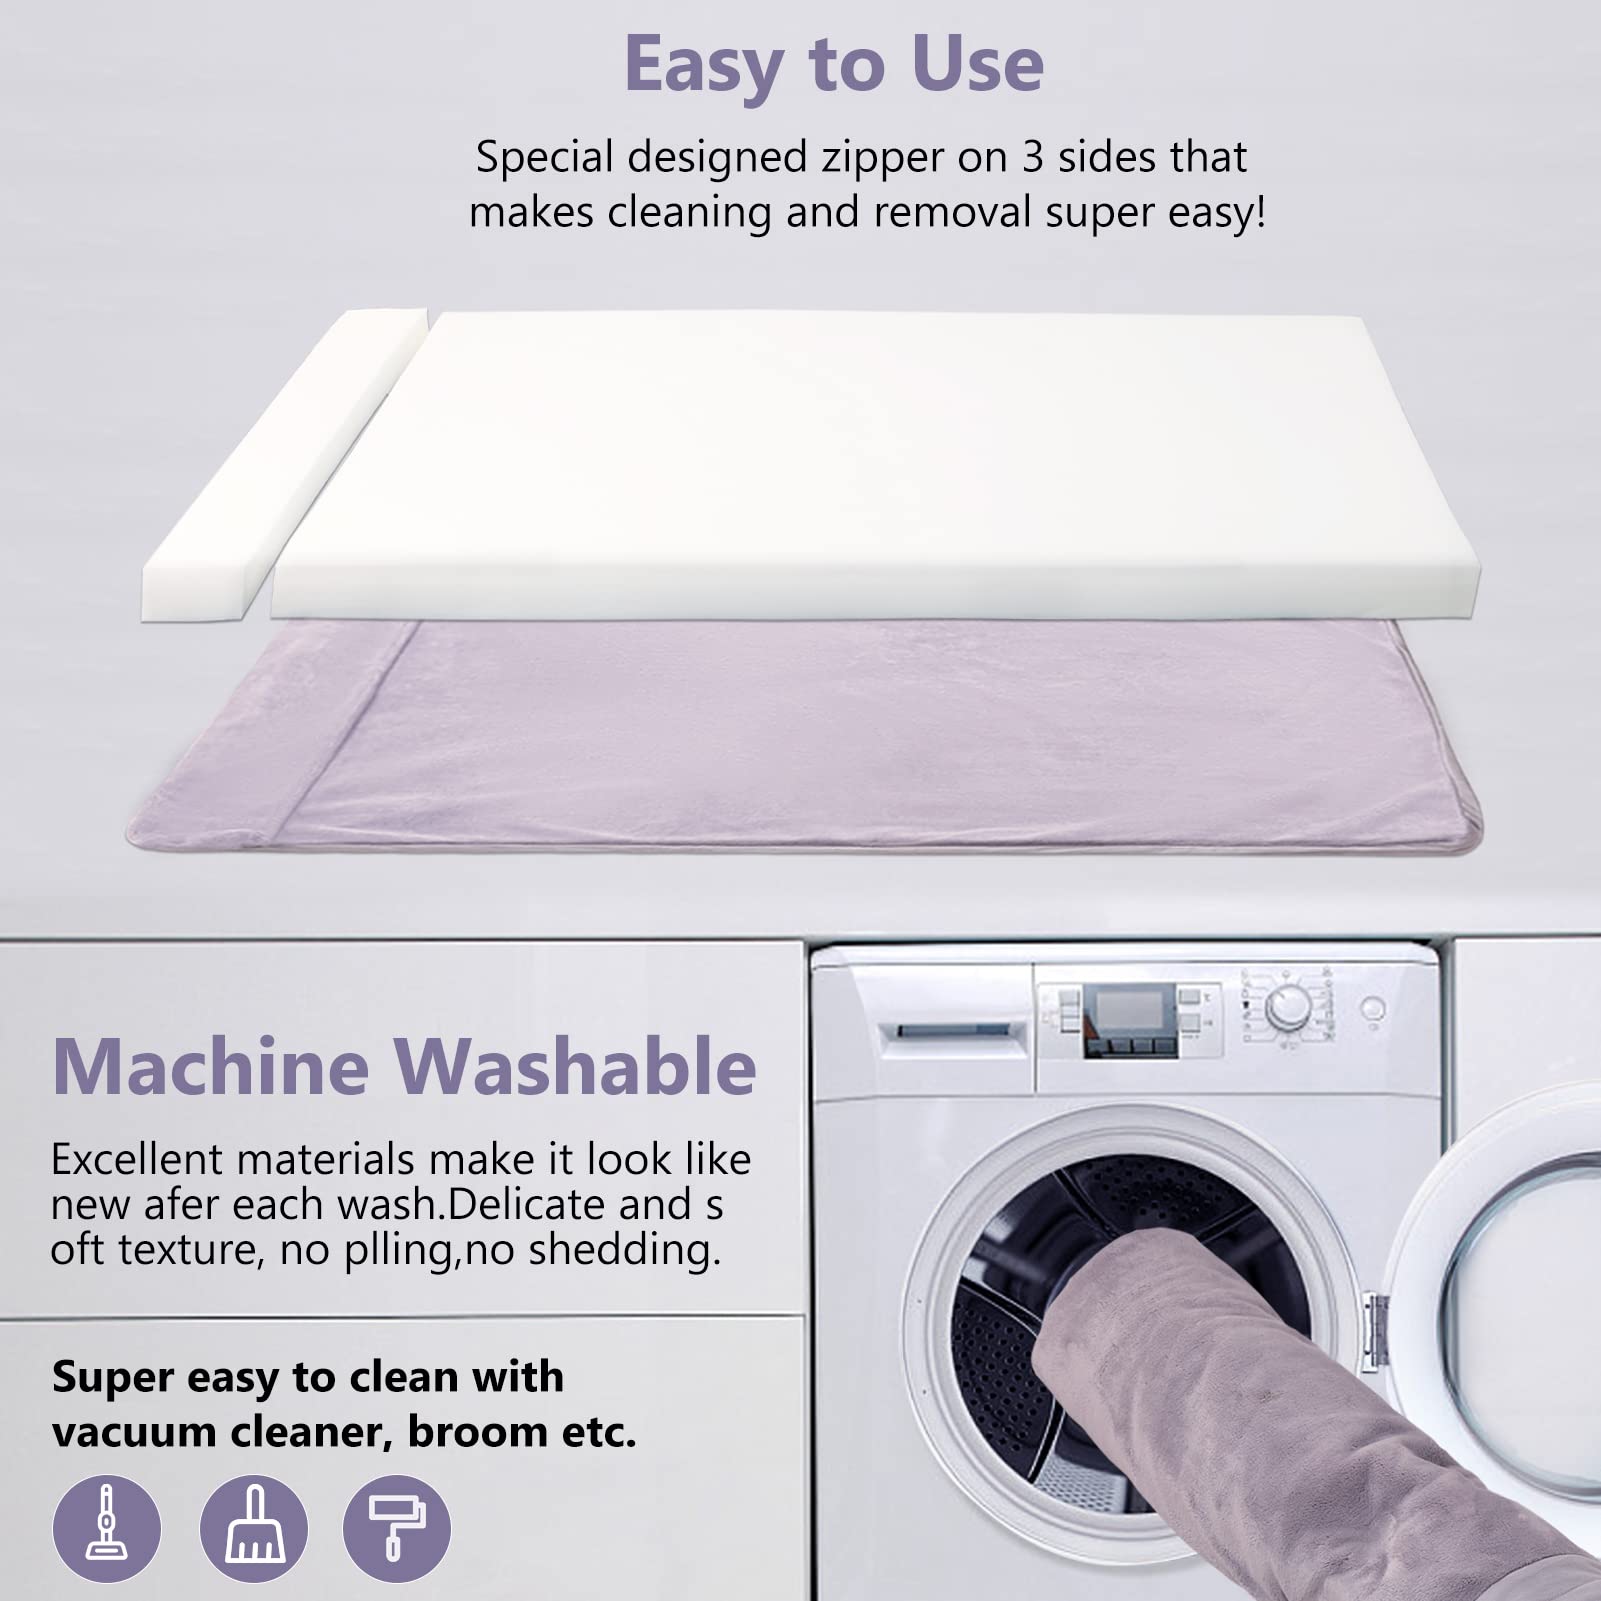 Easy to Use
Special designed zipper on 3 sides that
makes cleaning and removal super easy!
Machine Washable
Excellent materials make it look like
new afer each wash.Delicate and s
oft texture, no plling,no shedding.
Super easy to clean with
vacuum cleaner, broom etc.